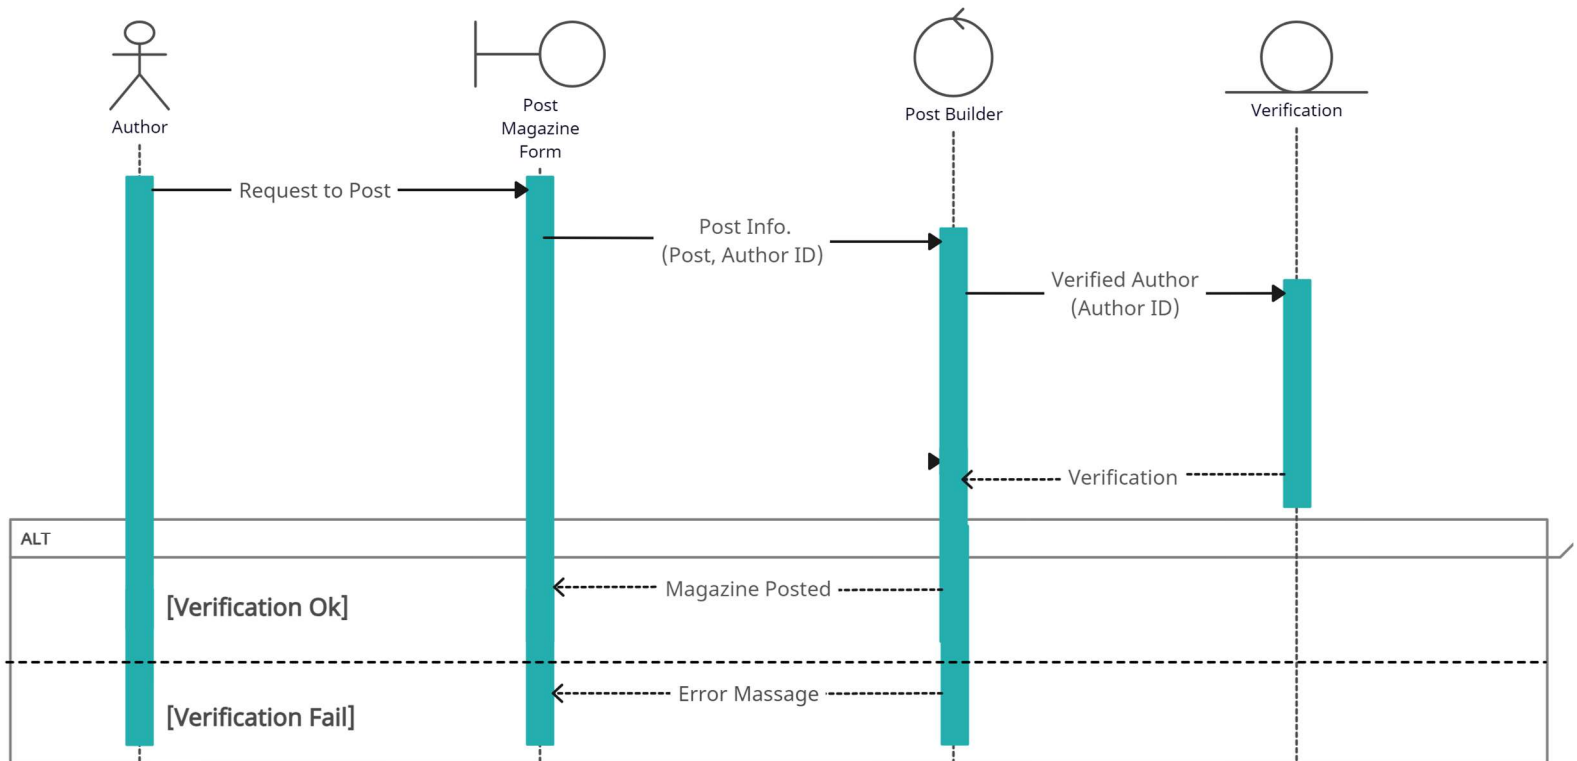 Author
Post
Magazine
Form
Post Builder
Verification
Request to Post
Post Info.
(Post, Author ID)
Verified Author
(Author ID)
Verification
ALT
Magazine Posted
[Verification Ok]
Error Massage
[Verification Fail]